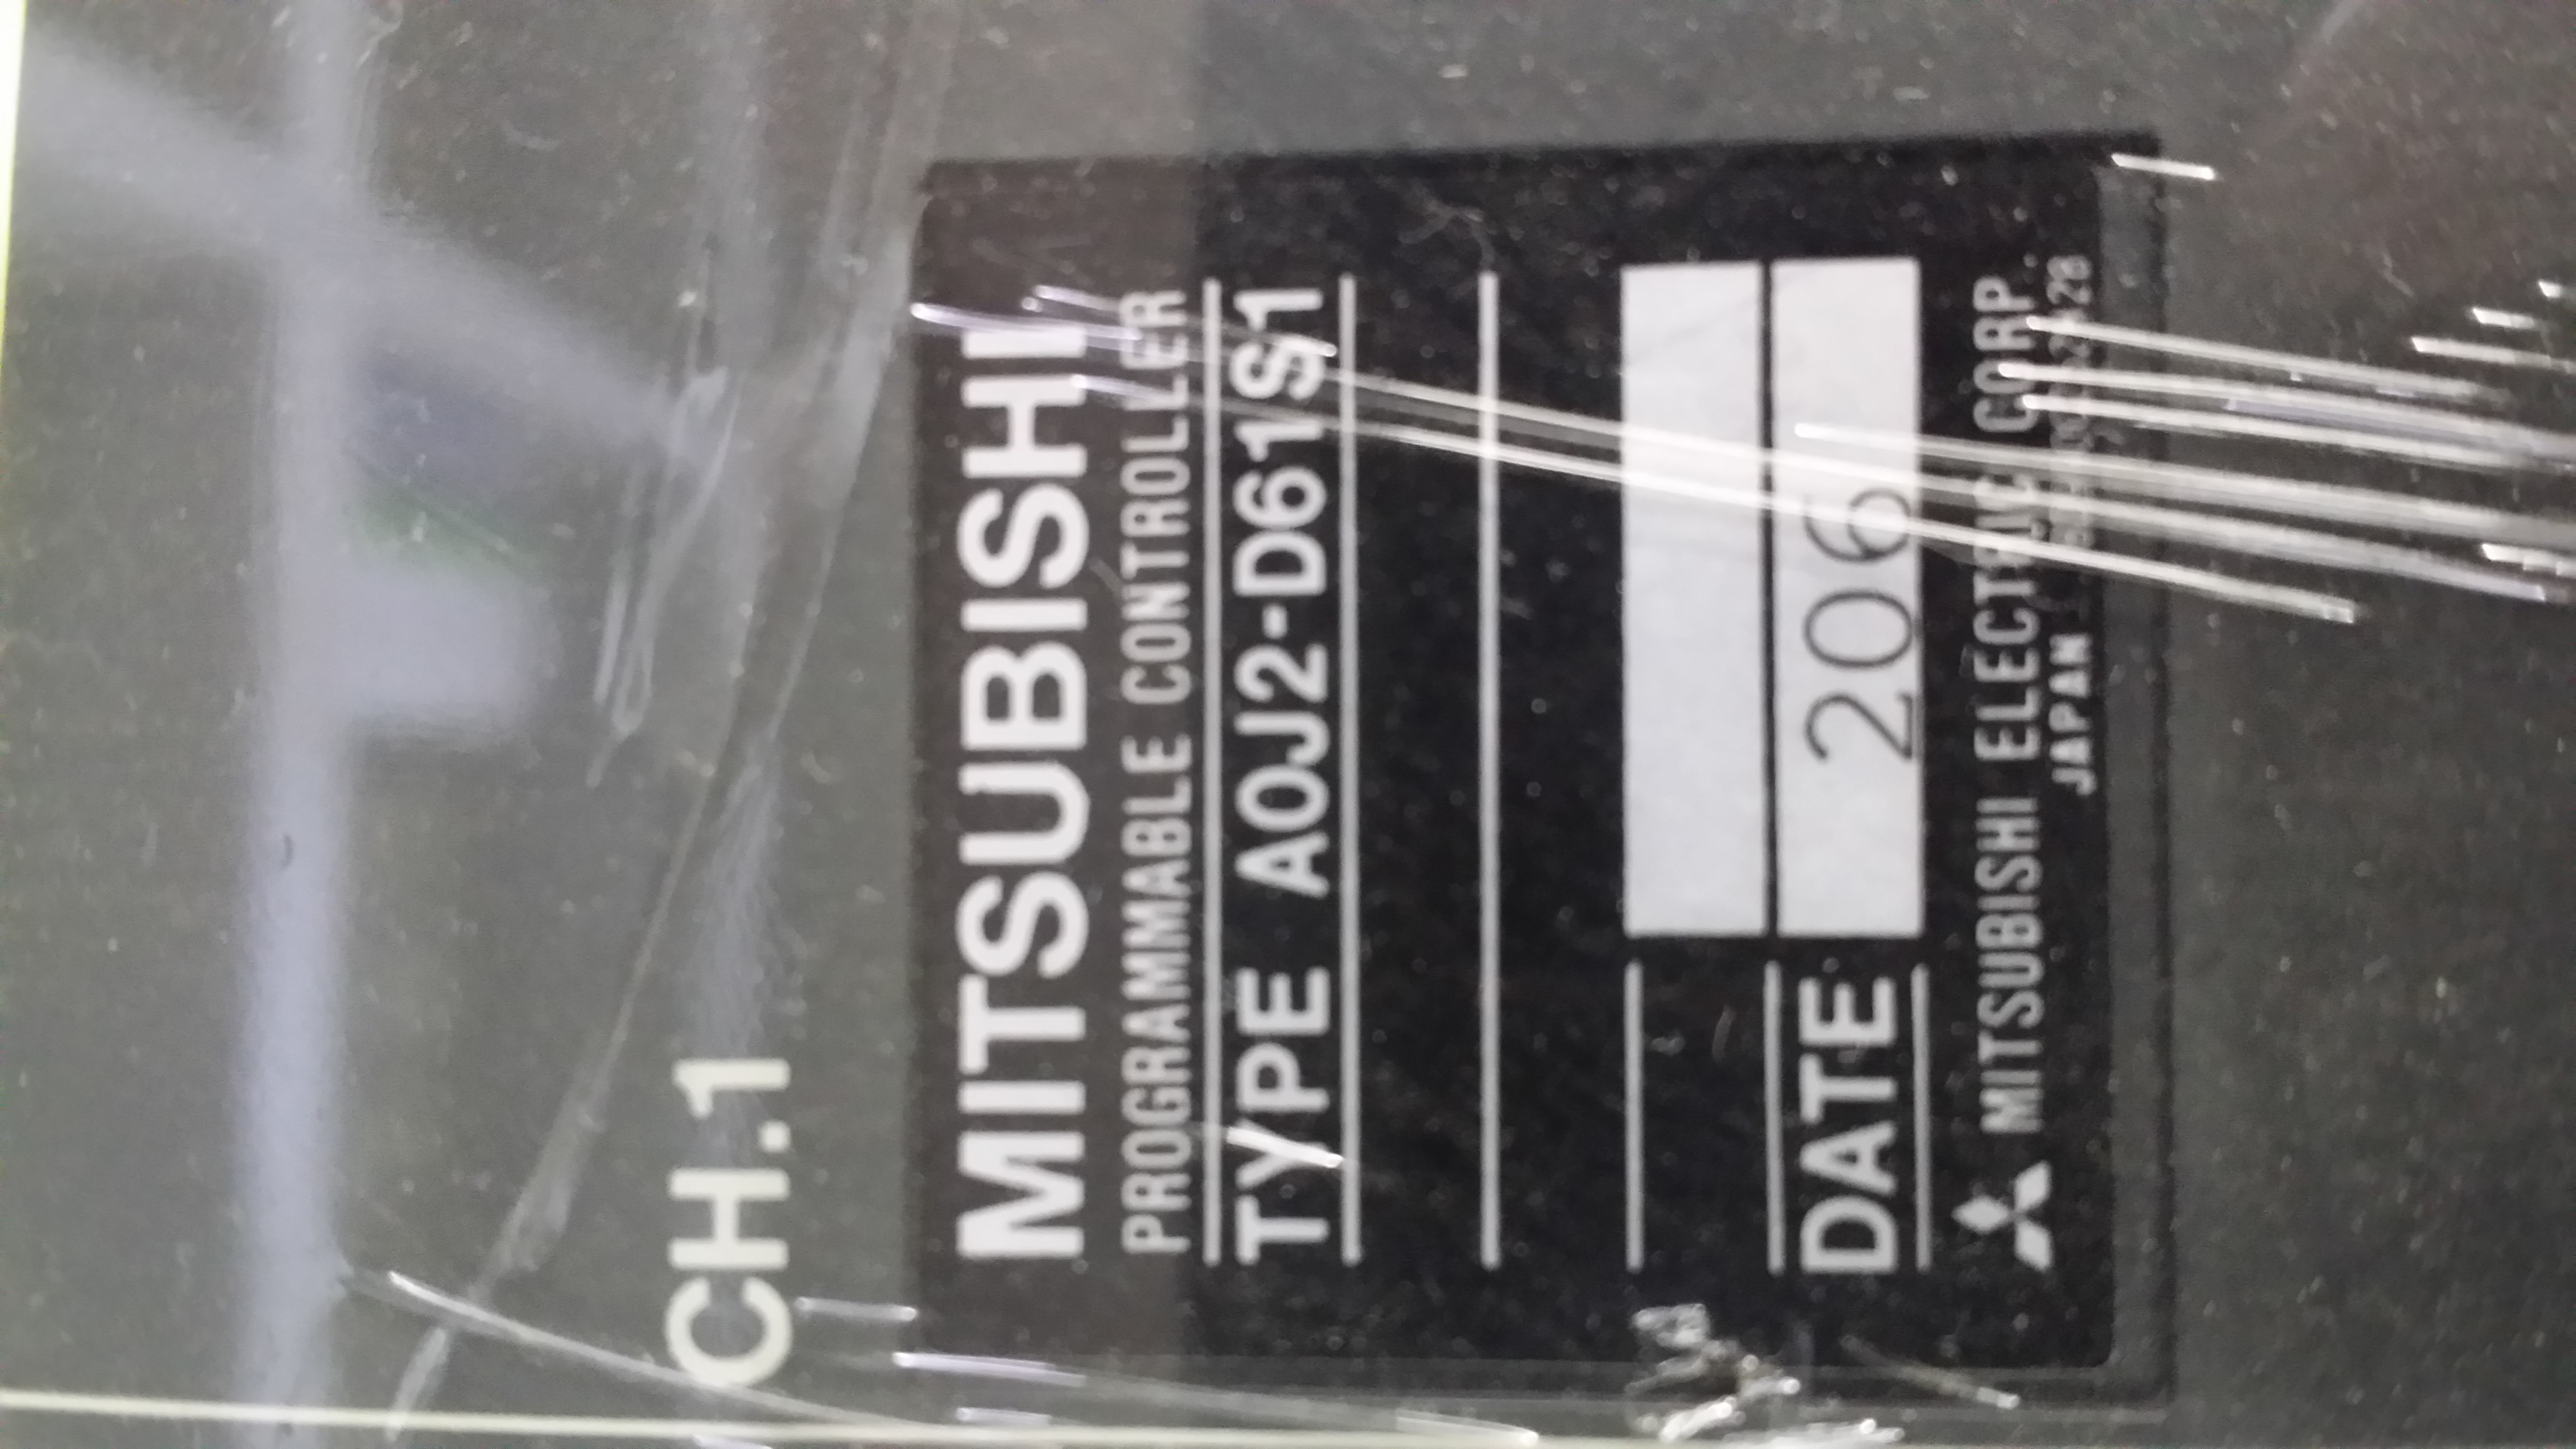 CH.1
MITSUBISHI
PROGRAMMABLE CONTROLLER
TYPE A0J2-D61S1
DATE 206
MITSUBISHI ELECTRIC CORP.
JAPAN